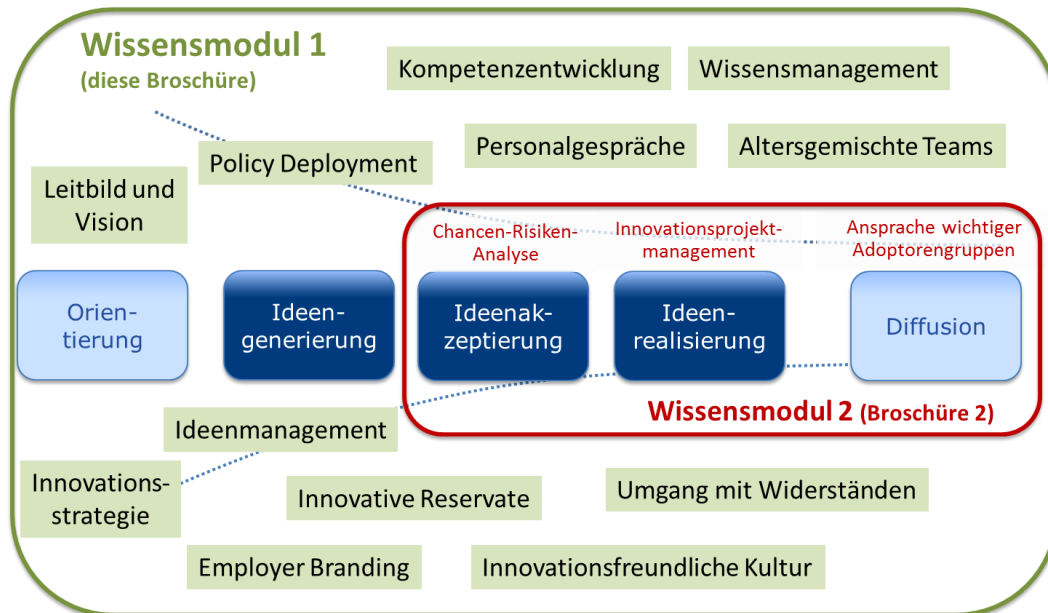 Wissensmodul 1
(diese Broschüre)
Kompetenzentwicklung
Wissensmanagement
Personalgespräche
Altersgemischte Teams
Policy Deployment
Leitbild und
Vision
Chancen-Risiken-
Analyse
Innovationsprojekt-
management
Ansprache wichtiger
Adoptorengruppen
Orien-
tierung
Ideen-
generierung
Ideenak-
zeptierung
Ideen-
realisierung
Diffusion
Wissensmodul 2 (Broschüre 2)
Ideenmanagement
Innovations-
strategie
Innovative Reservate
Umgang mit Widerständen
Employer Branding
Innovationsfreundliche Kultur